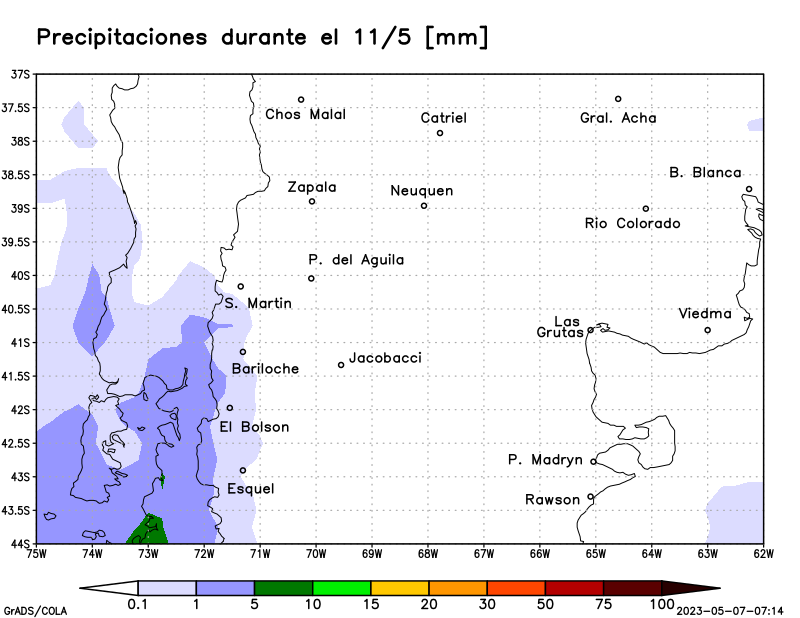 Precipitaciones durante el 11/5 [mm]
37S
37.5S
38S
38.5S
39S
39.5S
40S
40.5S
41S
41.5S
42S
42.5S
43S
43.5S
44S
Chos Malal
Catriel
Gral. Acha
B. Blanca
Zapala
Neuquen
Rio Colorado
P. del Aguila
S. Martin
Viedma
Las
Grutas
Bariloche
Jacobacci
El Bolson
P. Madryn
Esquel
Rawson
75W 74W 73W 72W 71W 70W 69W 68W 67W 66W 65W 64W 63W 62W
0.1 1 5 10 15 20 30 50 75 100
GrADS/COLA
2023-05-07-07:14